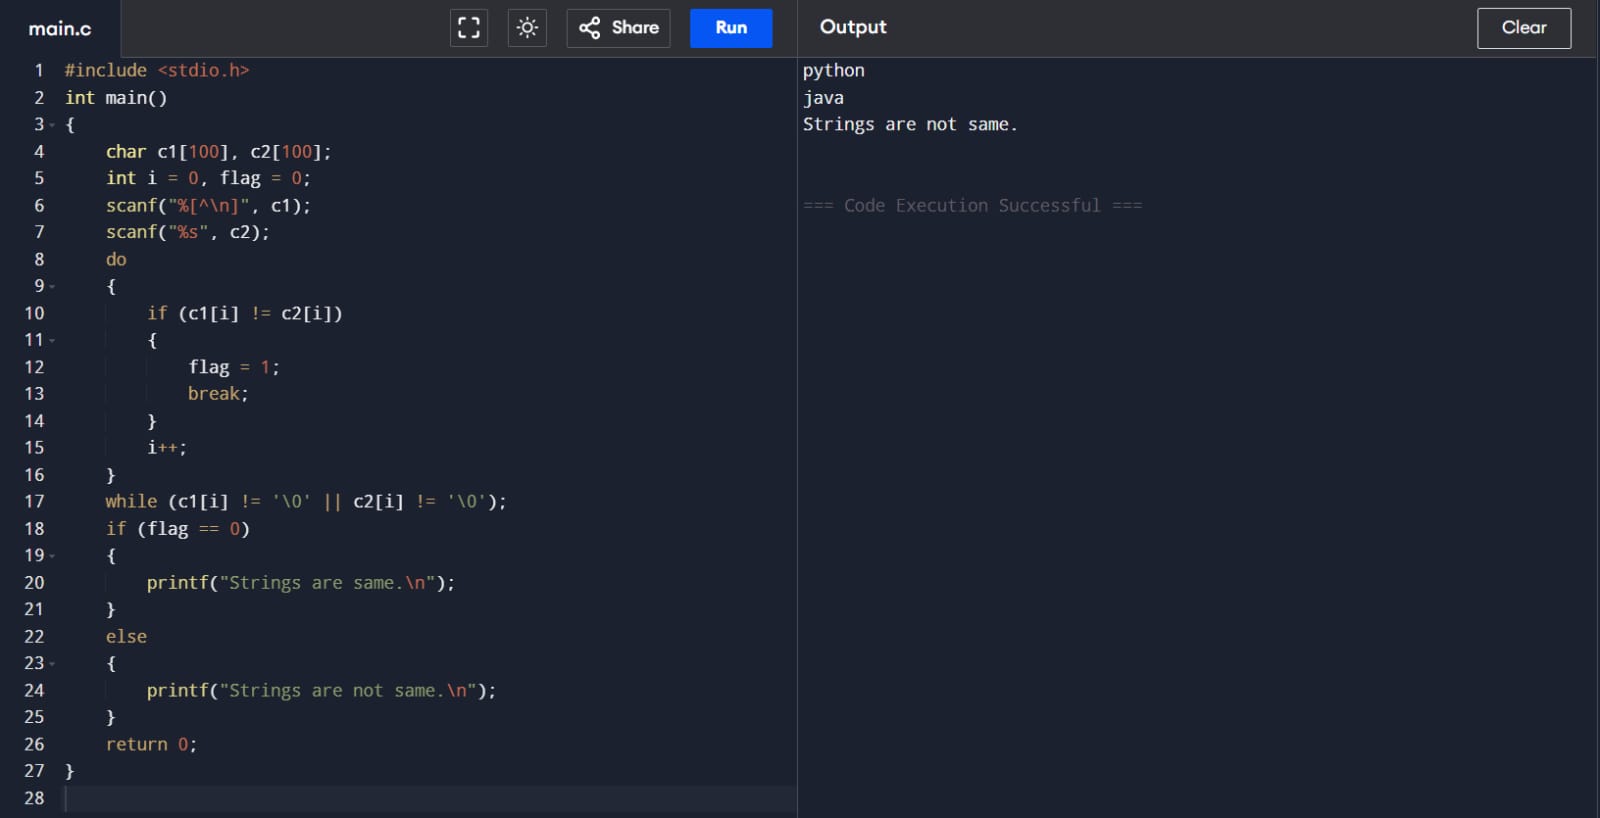 main.c
Share
Run
Output
Clear
1 #include <stdio.h>
2 int main()
3 {
4     char c1[100], c2[100];
5     int i = 0, flag = 0;
6     scanf("%[^\n]", c1);
7     scanf("%s", c2);
8     do
9     {
10         if (c1[i] != c2[i])
11         {
12             flag = 1;
13             break;
14         }
15         i++;
16     }
17     while (c1[i] != '\0' || c2[i] != '\0');
18     if (flag == 0)
19     {
20         printf("Strings are same.\n");
21     }
22     else
23     {
24         printf("Strings are not same.\n");
25     }
26     return 0;
27 }
28
python
java
Strings are not same.
=== Code Execution Successful ===